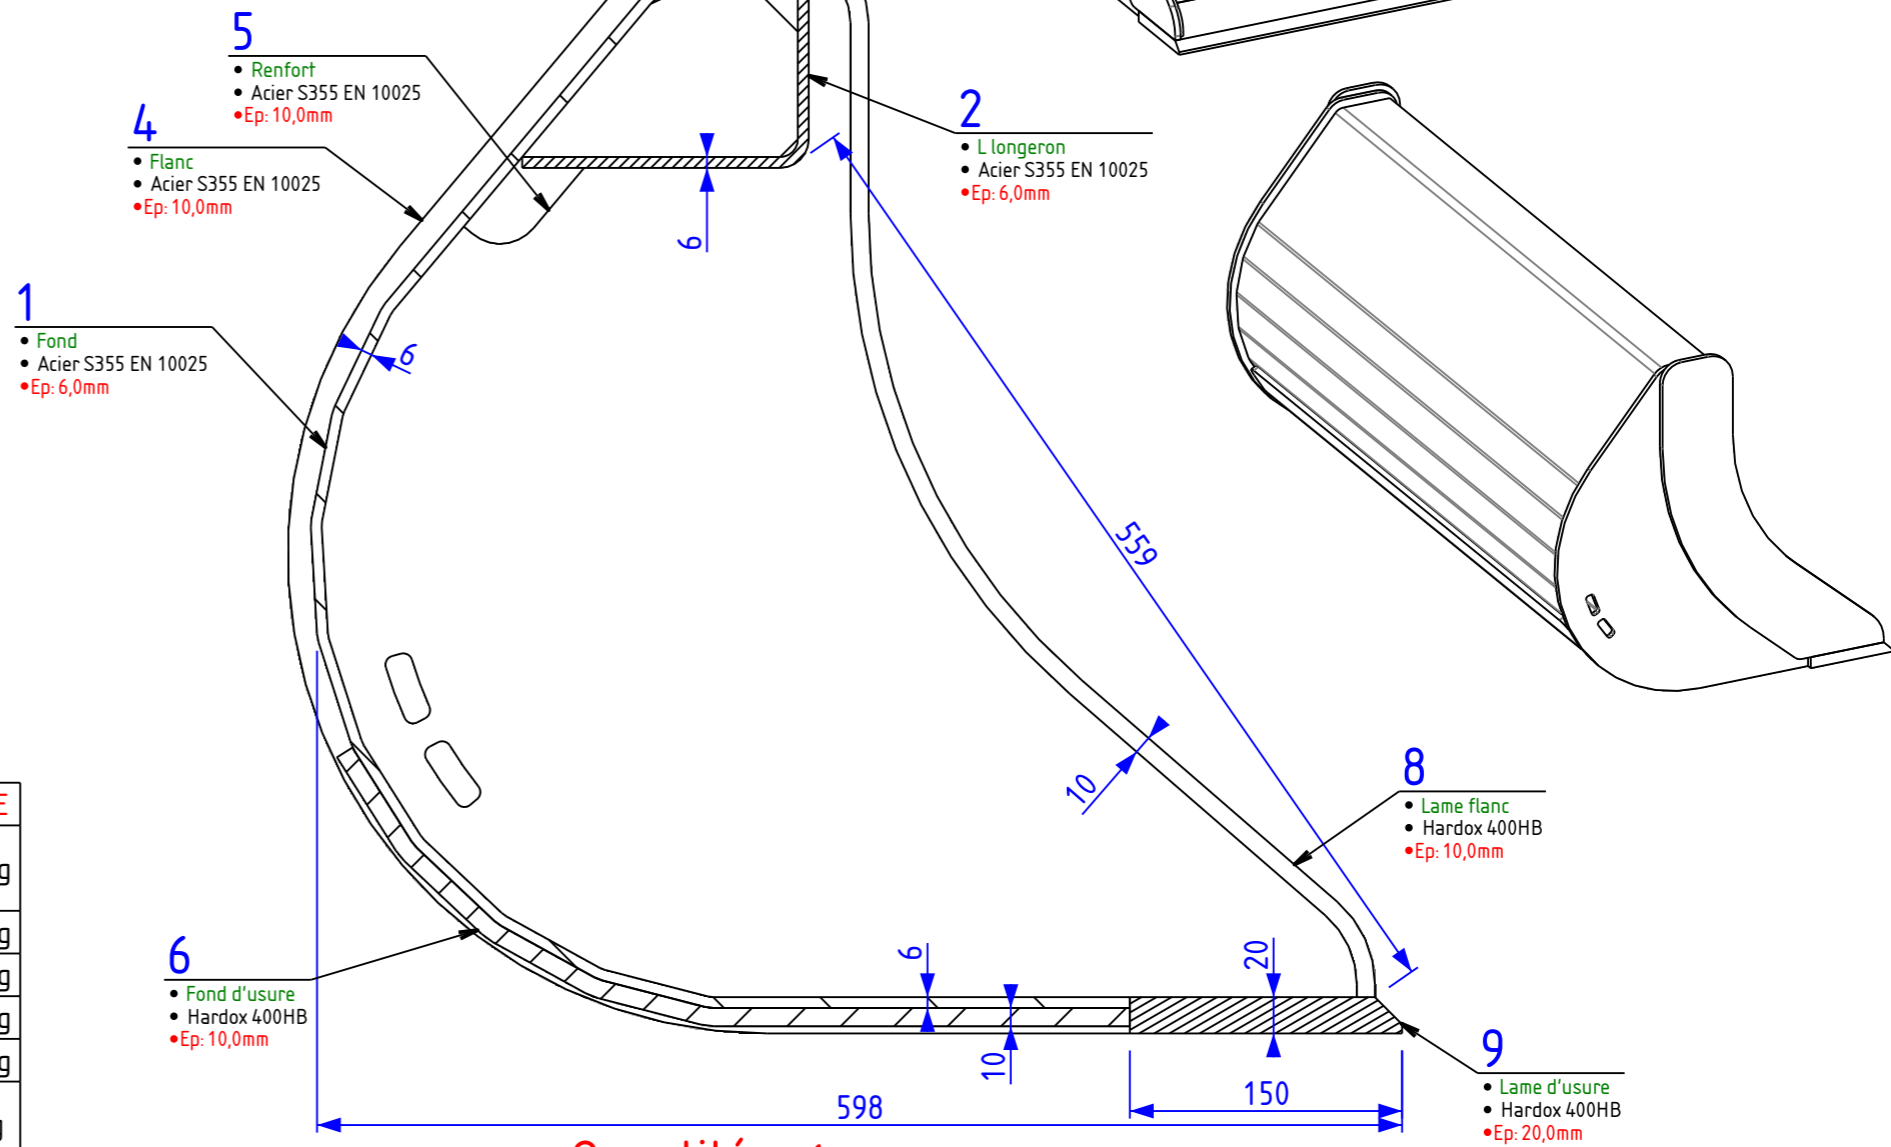 5
• Renfort
• Acier S355 EN 10025
•Ep: 10,0mm
4
• Flanc
• Acier S355 EN 10025
•Ep: 10,0mm
2
• L longeron
• Acier S355 EN 10025
•Ep: 6,0mm
6
1
• Fond
• Acier S355 EN 10025
•Ep: 6,0mm
6
559
10
8
• Lame flanc
• Hardox 400HB
•Ep: 10,0mm
E
g
g
g
g
g
g
6
• Fond d'usure
• Hardox 400HB
•Ep: 10,0mm
6
20
10
9
• Lame d'usure
• Hardox 400HB
•Ep: 20,0mm
150
598